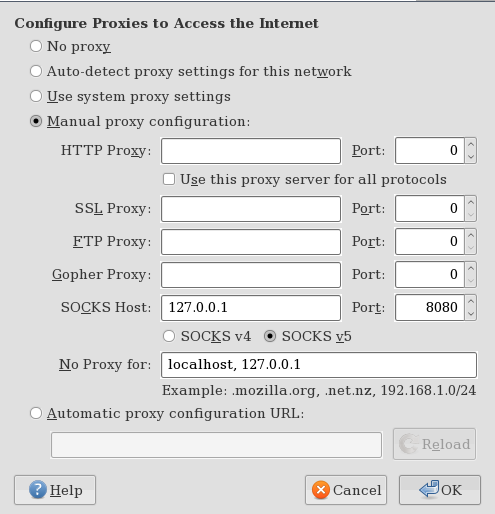 Configure Proxies to Access the Internet
No proxy
Auto-detect proxy settings for this network
Use system proxy settings
Manual proxy configuration:
HTTP Proxy: Port: 0
Use this proxy server for all protocols
SSL Proxy: Port: 0
FTP Proxy: Port: 0
Gopher Proxy: Port: 0
SOCKS Host: 127.0.0.1 Port: 8080
SOCKS v4 SOCKS v5
No Proxy for: localhost, 127.0.0.1
Example: .mozilla.org, .net.nz, 192.168.1.0/24
Automatic proxy configuration URL:
Reload
Help Cancel OK